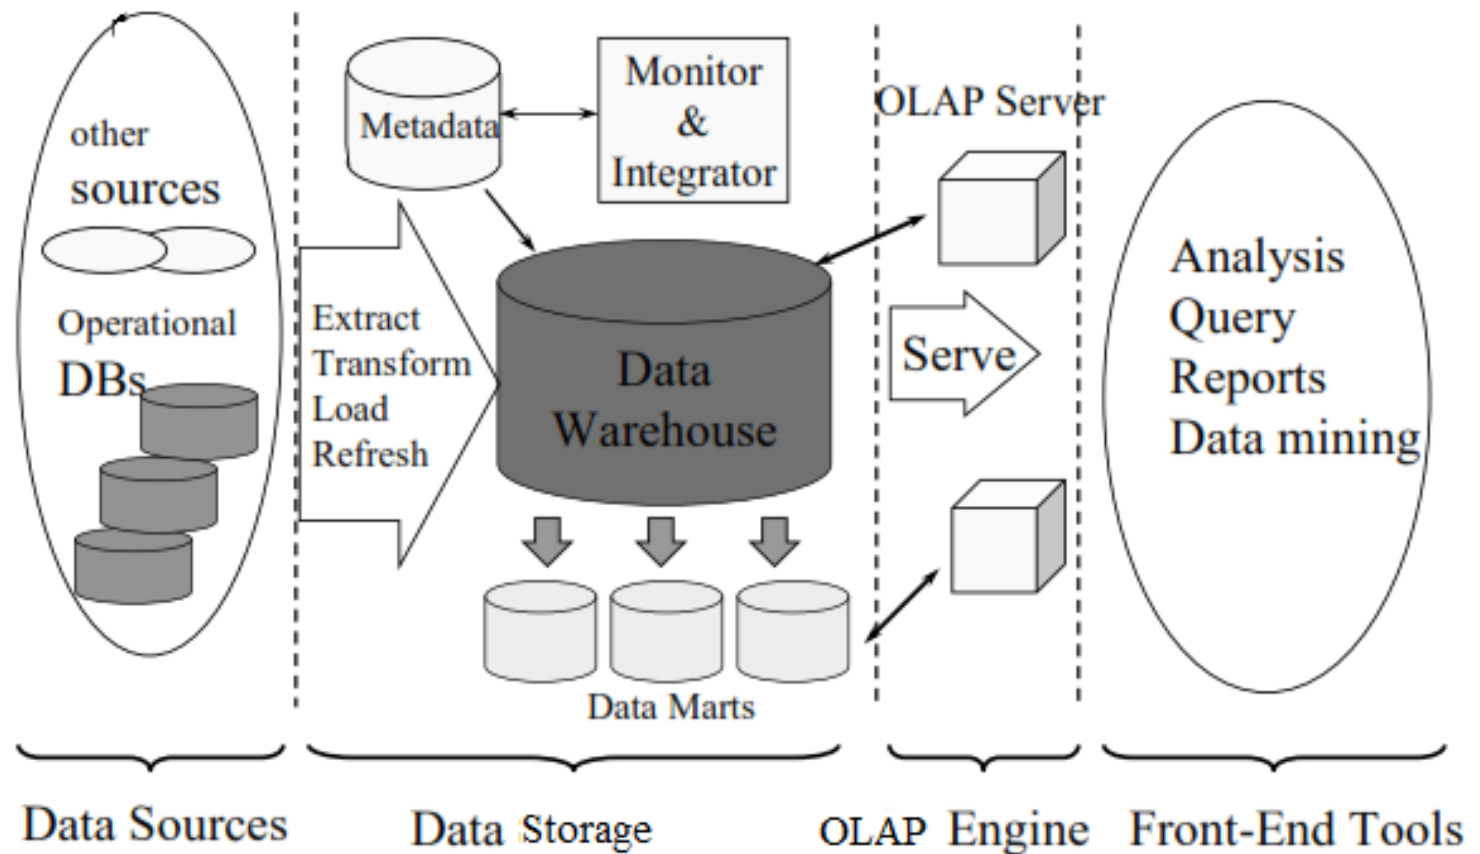 other
sources
Operational
DBs
Extract
Transform
Load
Refresh
Metadata
Monitor
&
Integrator
Data
Warehouse
Data Marts
OLAP Server
Serve
Analysis
Query
Reports
Data mining
Data Sources
Data Storage
OLAP Engine
Front-End Tools